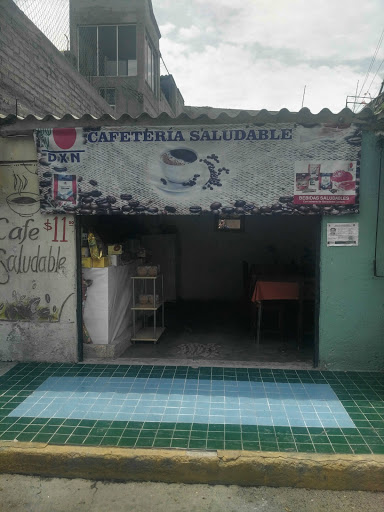 CAFETERÍA SALUDABLE
DXN
BEBIDAS SALUDABLES
Cafe $11
Saludable